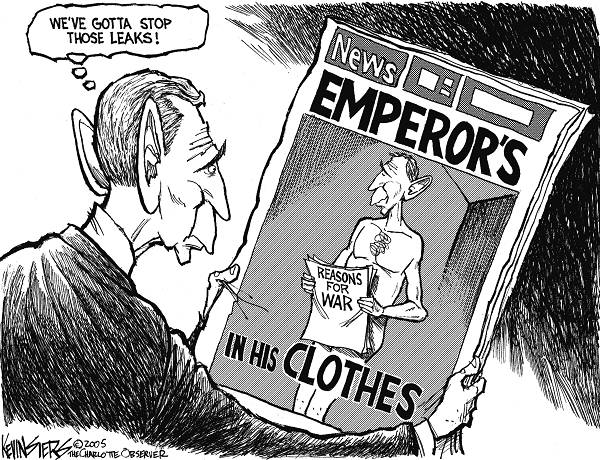 WE'VE GOTTA STOP
THOSE LEAKS!
News
EMPEROR'S
REASONS
FOR
WAR
IN HIS CLOTHES
KEVIN SIERS ©2005
THE CHARLOTTE OBSERVER